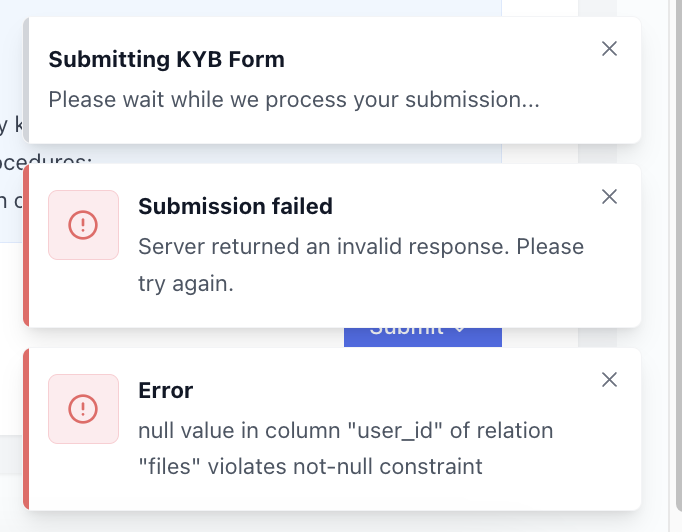 Submitting KYB Form
Please wait while we process your submission...
y k
ocedures:
n c
Submission failed
Server returned an invalid response. Please
try again.
Submit
Error
null value in column "user_id" of relation
"files" violates not-null constraint